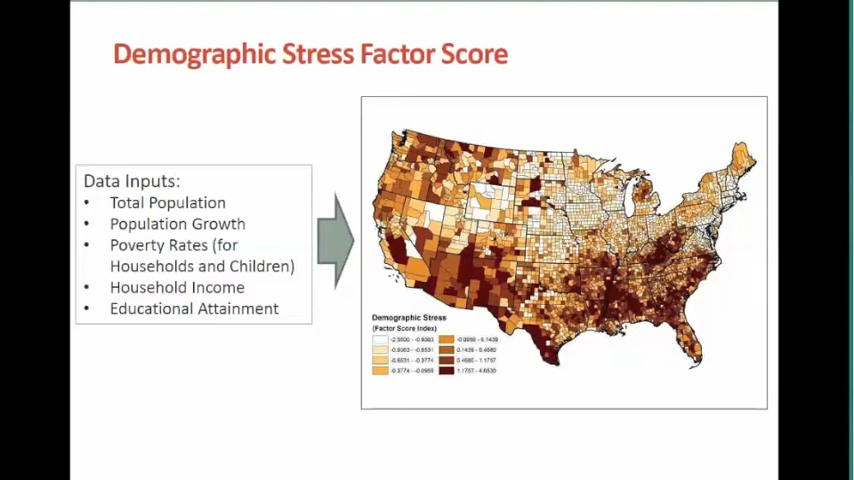 Demographic Stress Factor Score
Data Inputs:
• Total Population
• Population Growth
• Poverty Rates (for
Households and Children)
• Household Income
• Educational Attainment
Demographic Stress
(Factor Score Index)